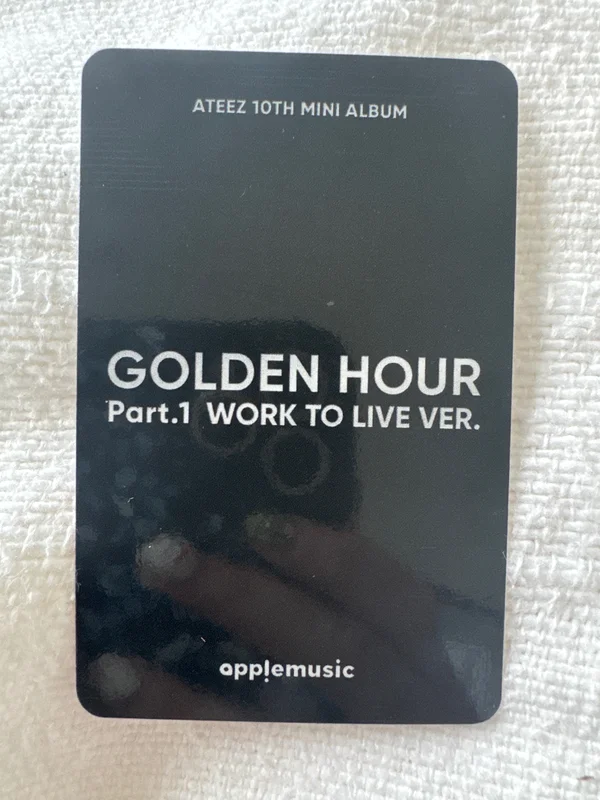 ATEEZ 10TH MINI ALBUM
GOLDEN HOUR
Part.1 WORK TO LIVE VER.
applemusic